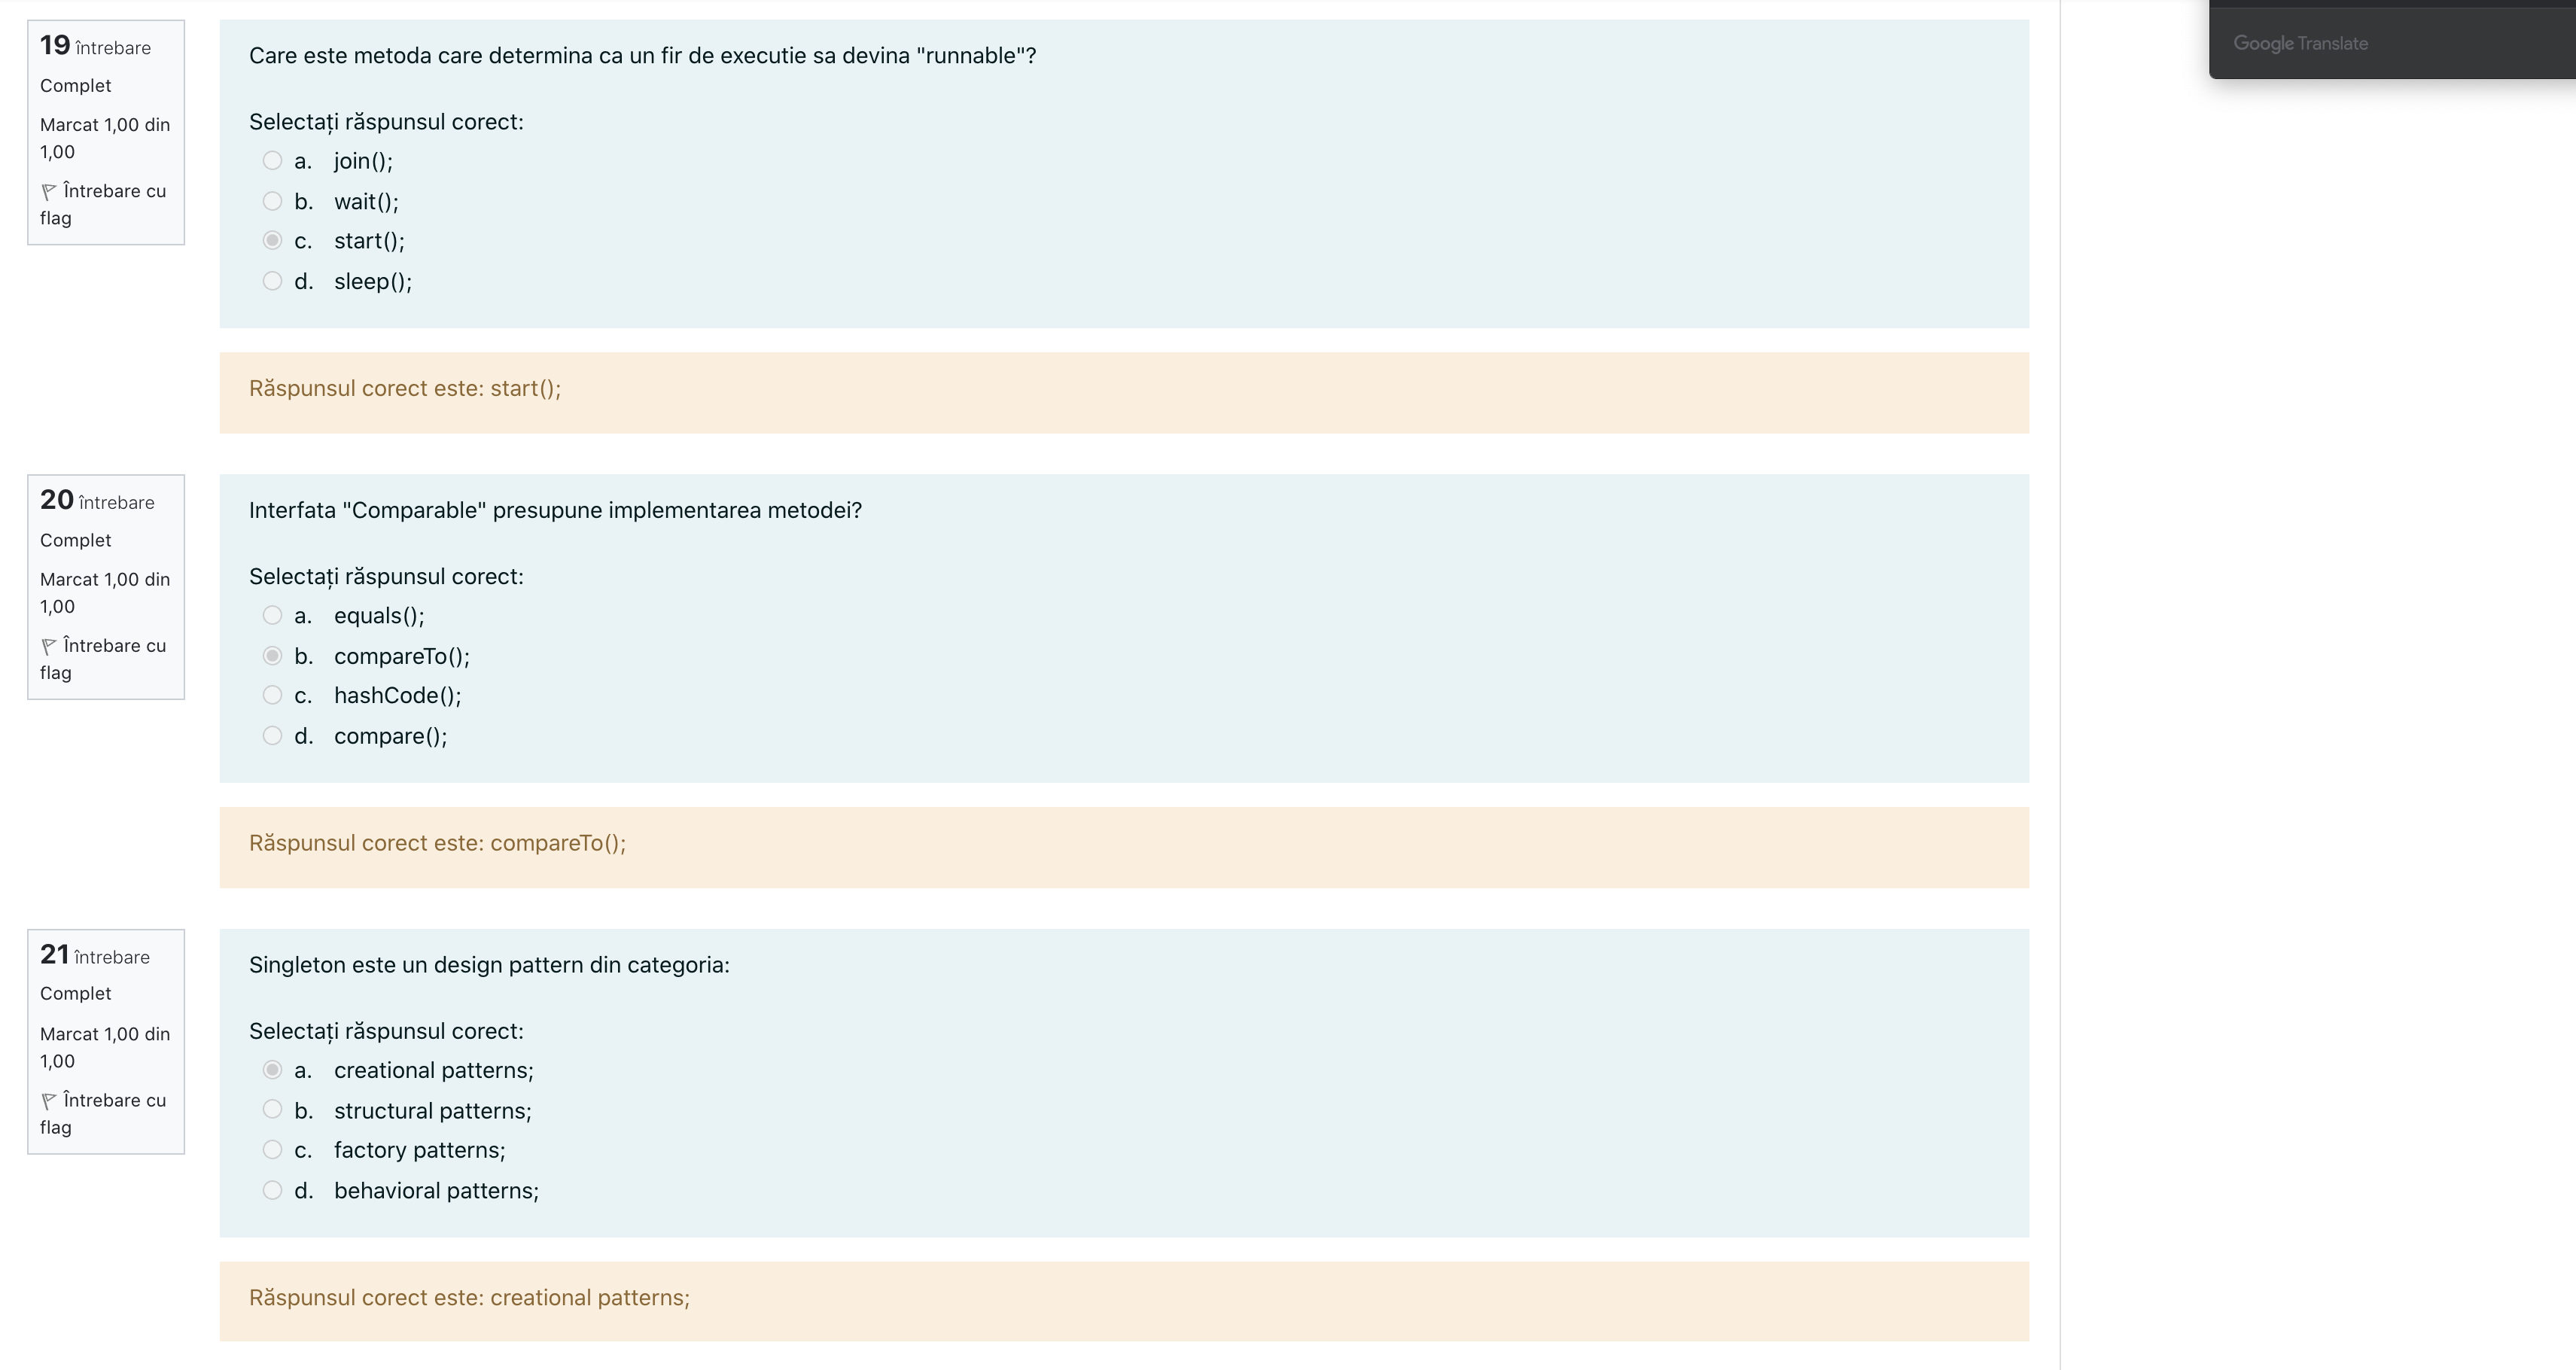 19 întrebare
Complet
Marcat 1,00 din
1,00
Întrebare cu
flag
Care este metoda care determina ca un fir de executie sa devina "runnable"?
Selectați răspunsul corect:
a. join();
b. wait();
c. start();
d. sleep();
Răspunsul corect este: start();
20 întrebare
Complet
Marcat 1,00 din
1,00
Întrebare cu
flag
Interfata "Comparable" presupune implementarea metodei?
Selectați răspunsul corect:
a. equals();
b. compareTo();
c. hashCode();
d. compare();
Răspunsul corect este: compareTo();
21 întrebare
Complet
Marcat 1,00 din
1,00
Întrebare cu
flag
Singleton este un design pattern din categoria:
Selectați răspunsul corect:
a. creational patterns;
b. structural patterns;
c. factory patterns;
d. behavioral patterns;
Răspunsul corect este: creational patterns;
Google Translate